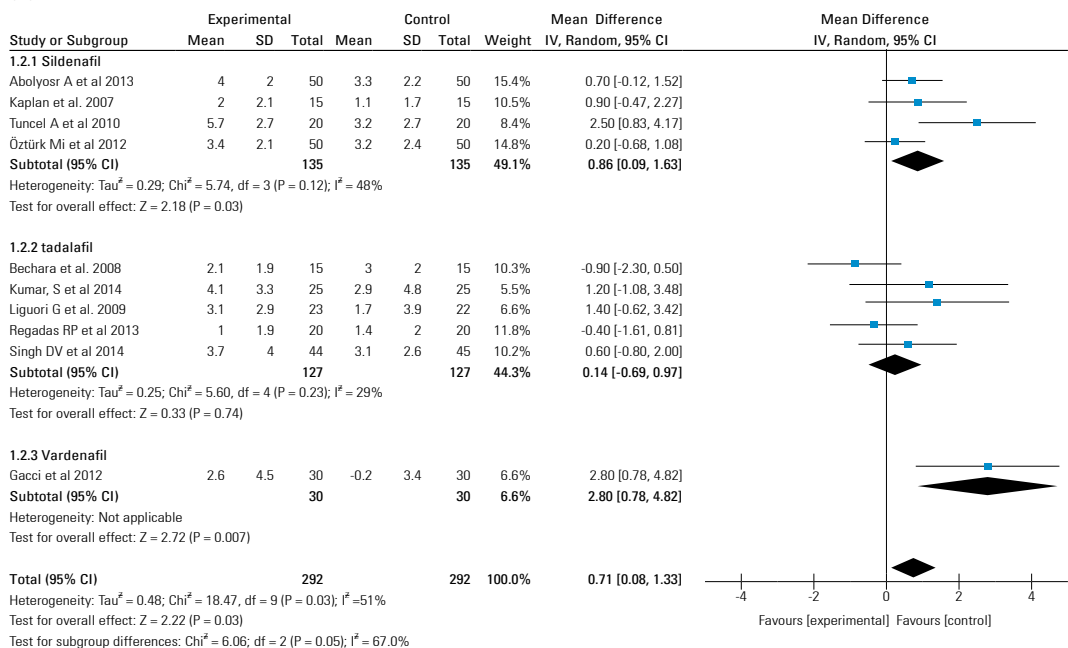 Experimental Control Mean Difference Mean Difference
Study or Subgroup Mean SD Total Mean SD Total Weight IV, Random, 95% CI IV, Random, 95% CI
1.2.1 Sildenafil
Abolyosr A et al 2013 4 2 50 3.3 2.2 50 15.4% 0.70 [-0.12, 1.52]
Kaplan et al. 2007 2 2.1 15 1.1 1.7 15 10.5% 0.90 [-0.47, 2.27]
Tuncel A et al 2010 5.7 2.7 20 3.2 2.7 20 8.4% 2.50 [0.83, 4.17]
Öztürk Mi et al 2012 3.4 2.1 50 3.2 2.4 50 14.8% 0.20 [-0.68, 1.08]
Subtotal (95% CI) 135 135 49.1% 0.86 [0.09, 1.63]
Heterogeneity: Tau² = 0.29; Chi² = 5.74, df = 3 (P = 0.12); I² = 48%
Test for overall effect: Z = 2.18 (P = 0.03)
1.2.2 tadalafil
Bechara et al. 2008 2.1 1.9 15 3 2 15 10.3% -0.90 [-2.30, 0.50]
Kumar, S et al 2014 4.1 3.3 25 2.9 4.8 25 5.5% 1.20 [-1.08, 3.48]
Liguori G et al. 2009 3.1 2.9 23 1.7 3.9 22 6.6% 1.40 [-0.62, 3.42]
Regadas RP et al 2013 1 1.9 20 1.4 2 20 11.8% -0.40 [-1.61, 0.81]
Singh DV et al 2014 3.7 4 44 3.1 2.6 45 10.2% 0.60 [-0.80, 2.00]
Subtotal (95% CI) 127 127 44.3% 0.14 [-0.69, 0.97]
Heterogeneity: Tau² = 0.25; Chi² = 5.60, df = 4 (P = 0.23); I² = 29%
Test for overall effect: Z = 0.33 (P = 0.74)
1.2.3 Vardenafil
Gacci et al 2012 2.6 4.5 30 -0.2 3.4 30 6.6% 2.80 [0.78, 4.82]
Subtotal (95% CI) 30 30 6.6% 2.80 [0.78, 4.82]
Heterogeneity: Not applicable
Test for overall effect: Z = 2.72 (P = 0.007)
Total (95% CI) 292 292 100.0% 0.71 [0.08, 1.33]
-4 -2 0 2 4
Heterogeneity: Tau² = 0.48; Chi² = 18.47, df = 9 (P = 0.03); I² =51%
Test for overall effect: Z = 2.22 (P = 0.03)
Favours [experimental] Favours [control]
Test for subgroup differences: Chi² = 6.06; df = 2 (P = 0.05); I² = 67.0%